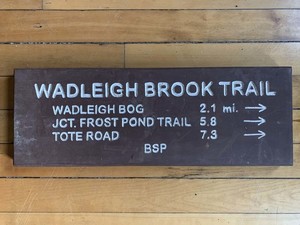 WADLEIGH BROOK TRAIL
WADLEIGH BOG 2.1 mi. →
JCT. FROST POND TRAIL 5.8 →
TOTE ROAD 7.3 →
BSP